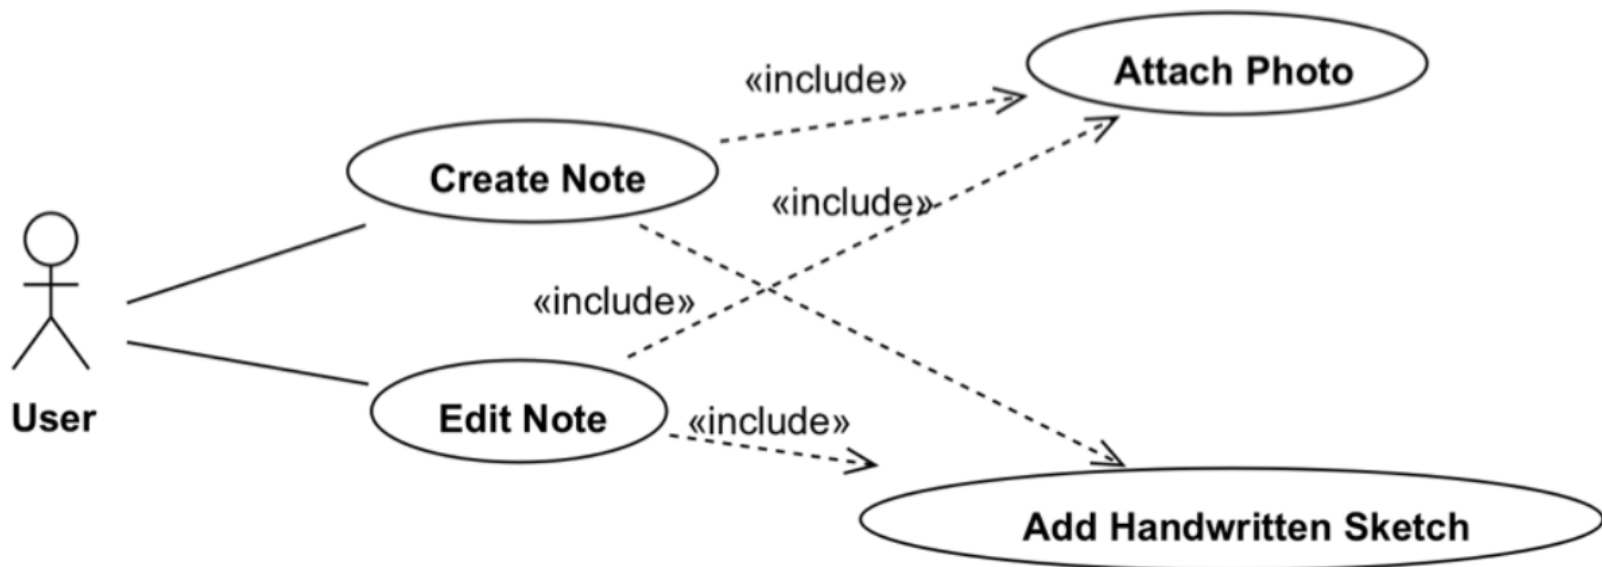 Attach Photo
«include»
Create Note
«include»
«include»
User
Edit Note
«include»
Add Handwritten Sketch